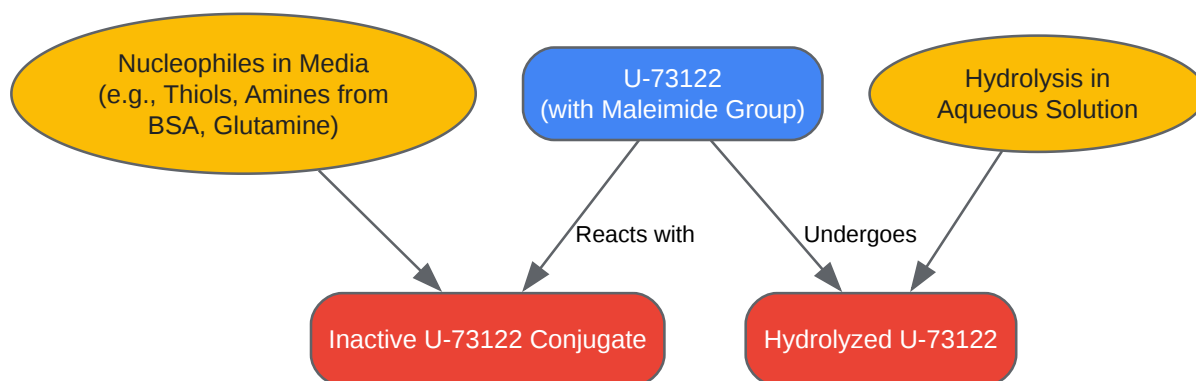 Nucleophiles in Media
(e.g., Thiols, Amines from
BSA, Glutamine)
U-73122
(with Maleimide Group)
Hydrolysis in
Aqueous Solution
Reacts with
Undergoes
Inactive U-73122 Conjugate
Hydrolyzed U-73122